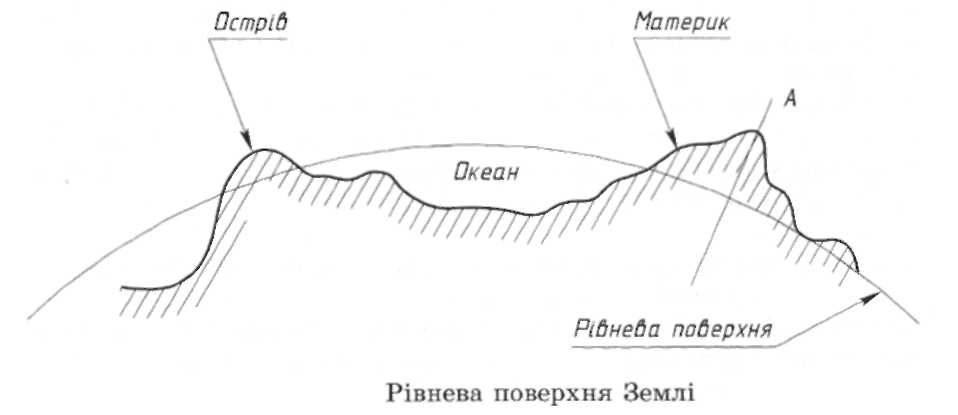 Острів
Материк
А
Океан
Рівнева поверхня
Рівнева поверхня Землі